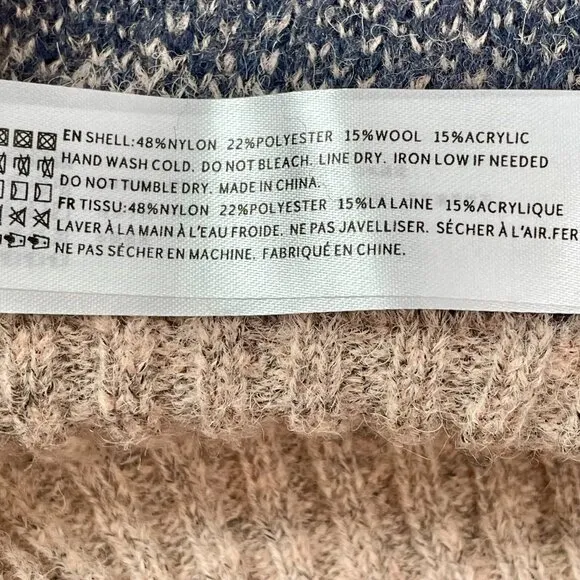 EN SHELL:48%NYLON 22%POLYESTER 15%WOOL 15%ACRYLIC
HAND WASH COLD. DO NOT BLEACH. LINE DRY. IRON LOW IF NEEDED
DO NOT TUMBLE DRY. MADE IN CHINA.
FR TISSU:48%NYLON 22%POLYESTER 15%LA LAINE 15%ACRYLIQUE
LAVER À LA MAIN À L'EAU FROIDE. NE PAS JAVELLISER. SÉCHER À L'AIR.FER
NE PAS SÉCHER EN MACHINE. FABRIQUÉ EN CHINE.